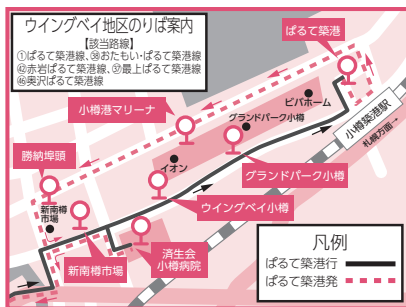 ウイングベイ地区のりば案内
【該当路線】
①ぱるて築港線、㊳おたもい・ぱるて築港線
㊷赤岩ぱるて築港線、㊲最上ぱるて築港線
㊻奥沢ぱるて築港線
ぱるて築港
小樽港マリーナ
ビバホーム
グランドパーク小樽
小樽築港駅
札幌方面→
勝納埠頭
イオン
グランドパーク小樽
新南樽
市場
ウイングベイ小樽
新南樽市場
済生会
小樽病院
凡例
ぱるて築港行
ぱるて築港発